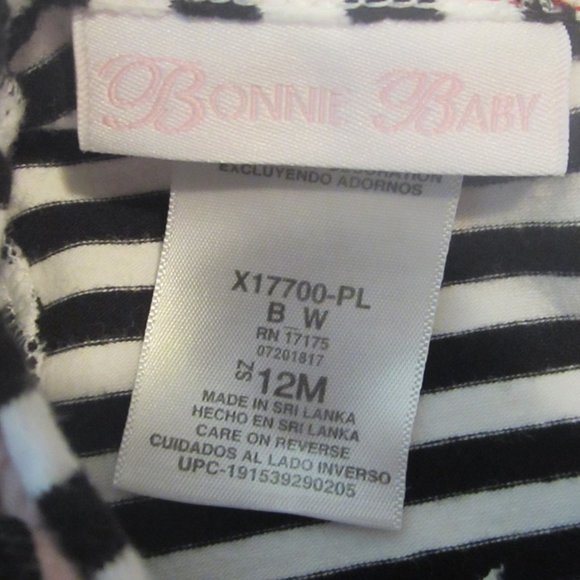 BONNIE BABY
EXCLUYENDO ADORNOS
X17700-PL
B W
RN 17175
07201817
SZ 12M
MADE IN SRI LANKA
HECHO EN SRI LANKA
CARE ON REVERSE
CUIDADOS AL LADO INVERSO
UPC-191539290205